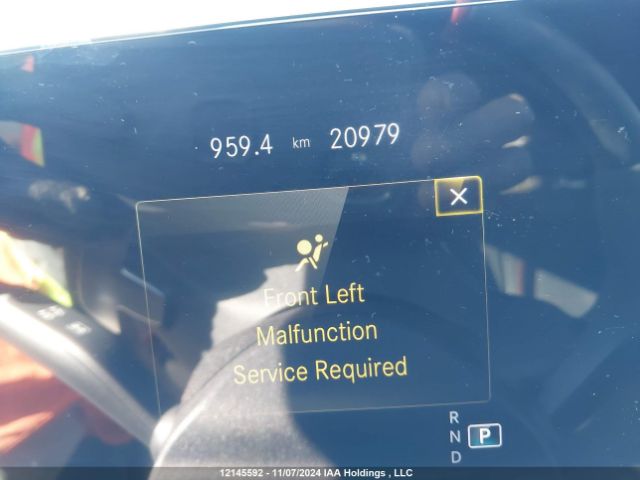 959.4 km 20979
Front Left
Malfunction
Service Required
R
N P
D
12145592 - 11/07/2024 IAA Holdings , LLC